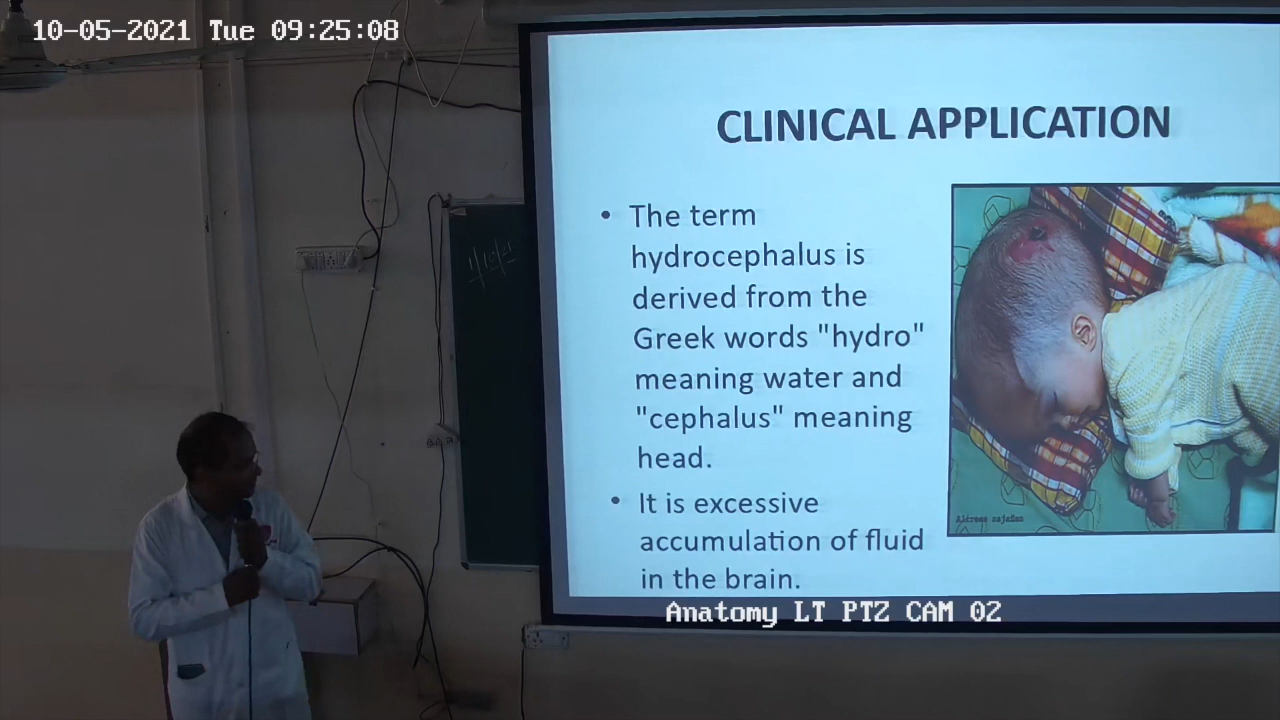 10-05-2021 Tue 09:25:08
CLINICAL APPLICATION
• The term
hydrocephalus is
derived from the
Greek words "hydro"
meaning water and
"cephalus" meaning
head.
• It is excessive
accumulation of fluid
in the brain.
Anatomy LT PTZ CAM 02